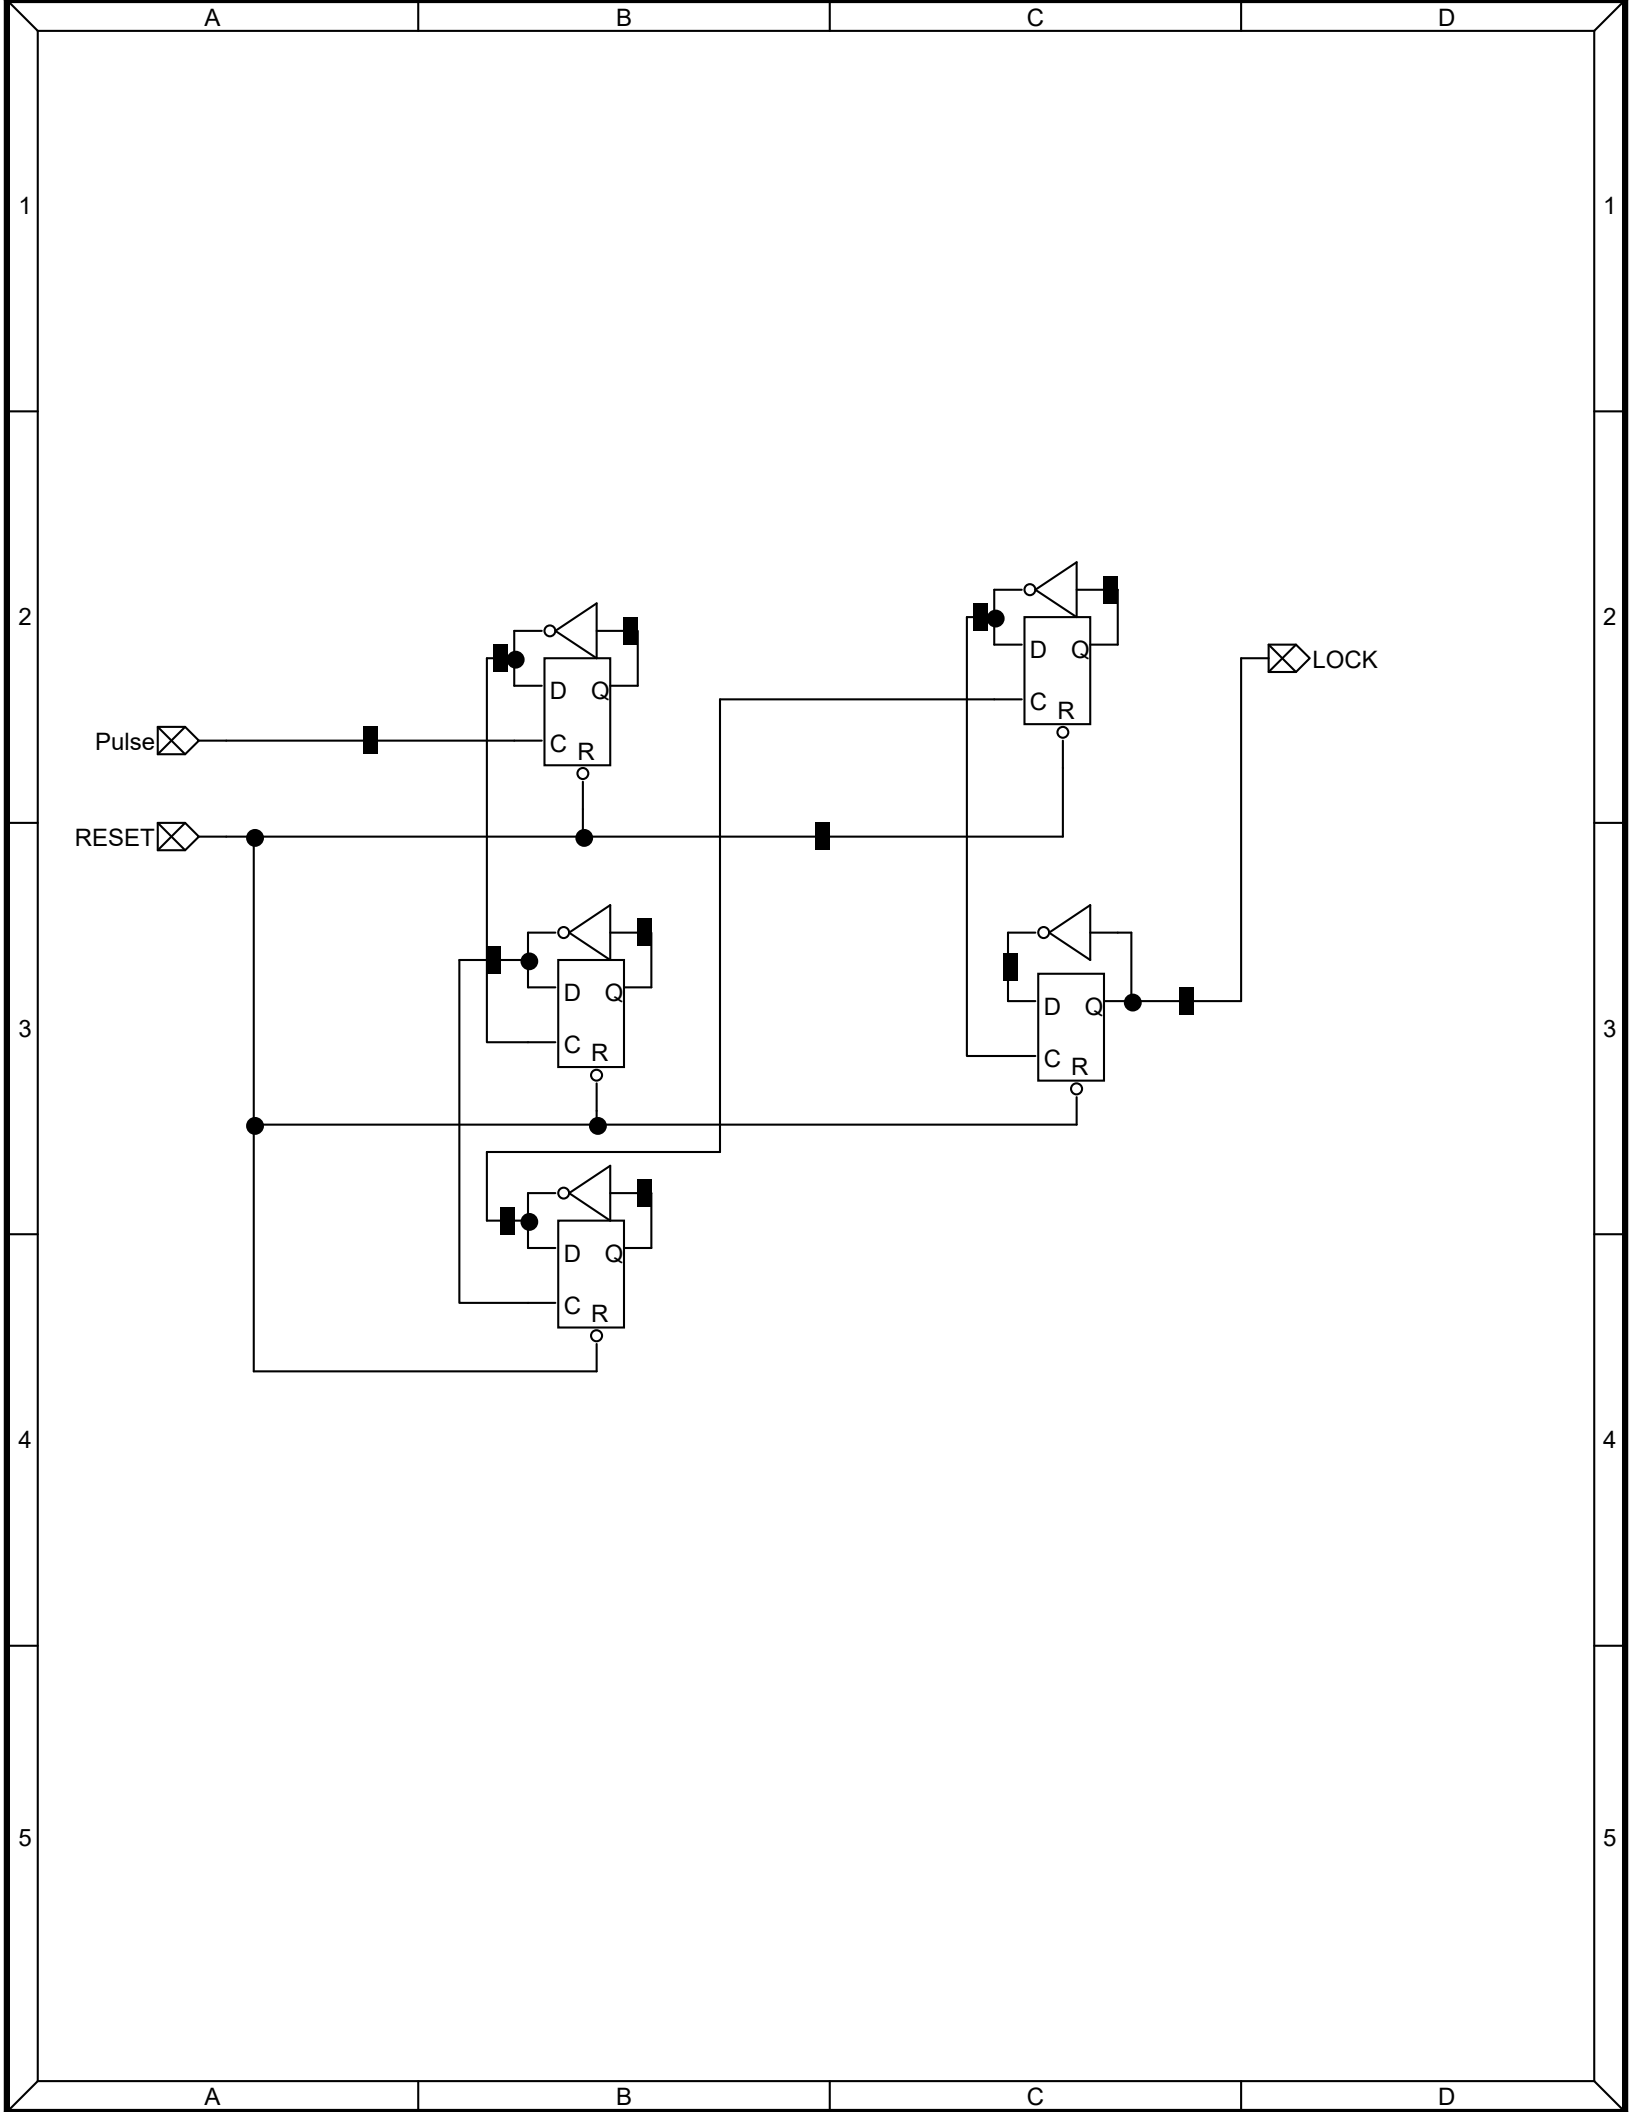 A B C D
1 1
2 2
D Q
LOCK
D Q
C R
Pulse
C R
RESET
D Q
3 D Q 3
C R
C R
D Q
C R
4 4
5 5
A B C D